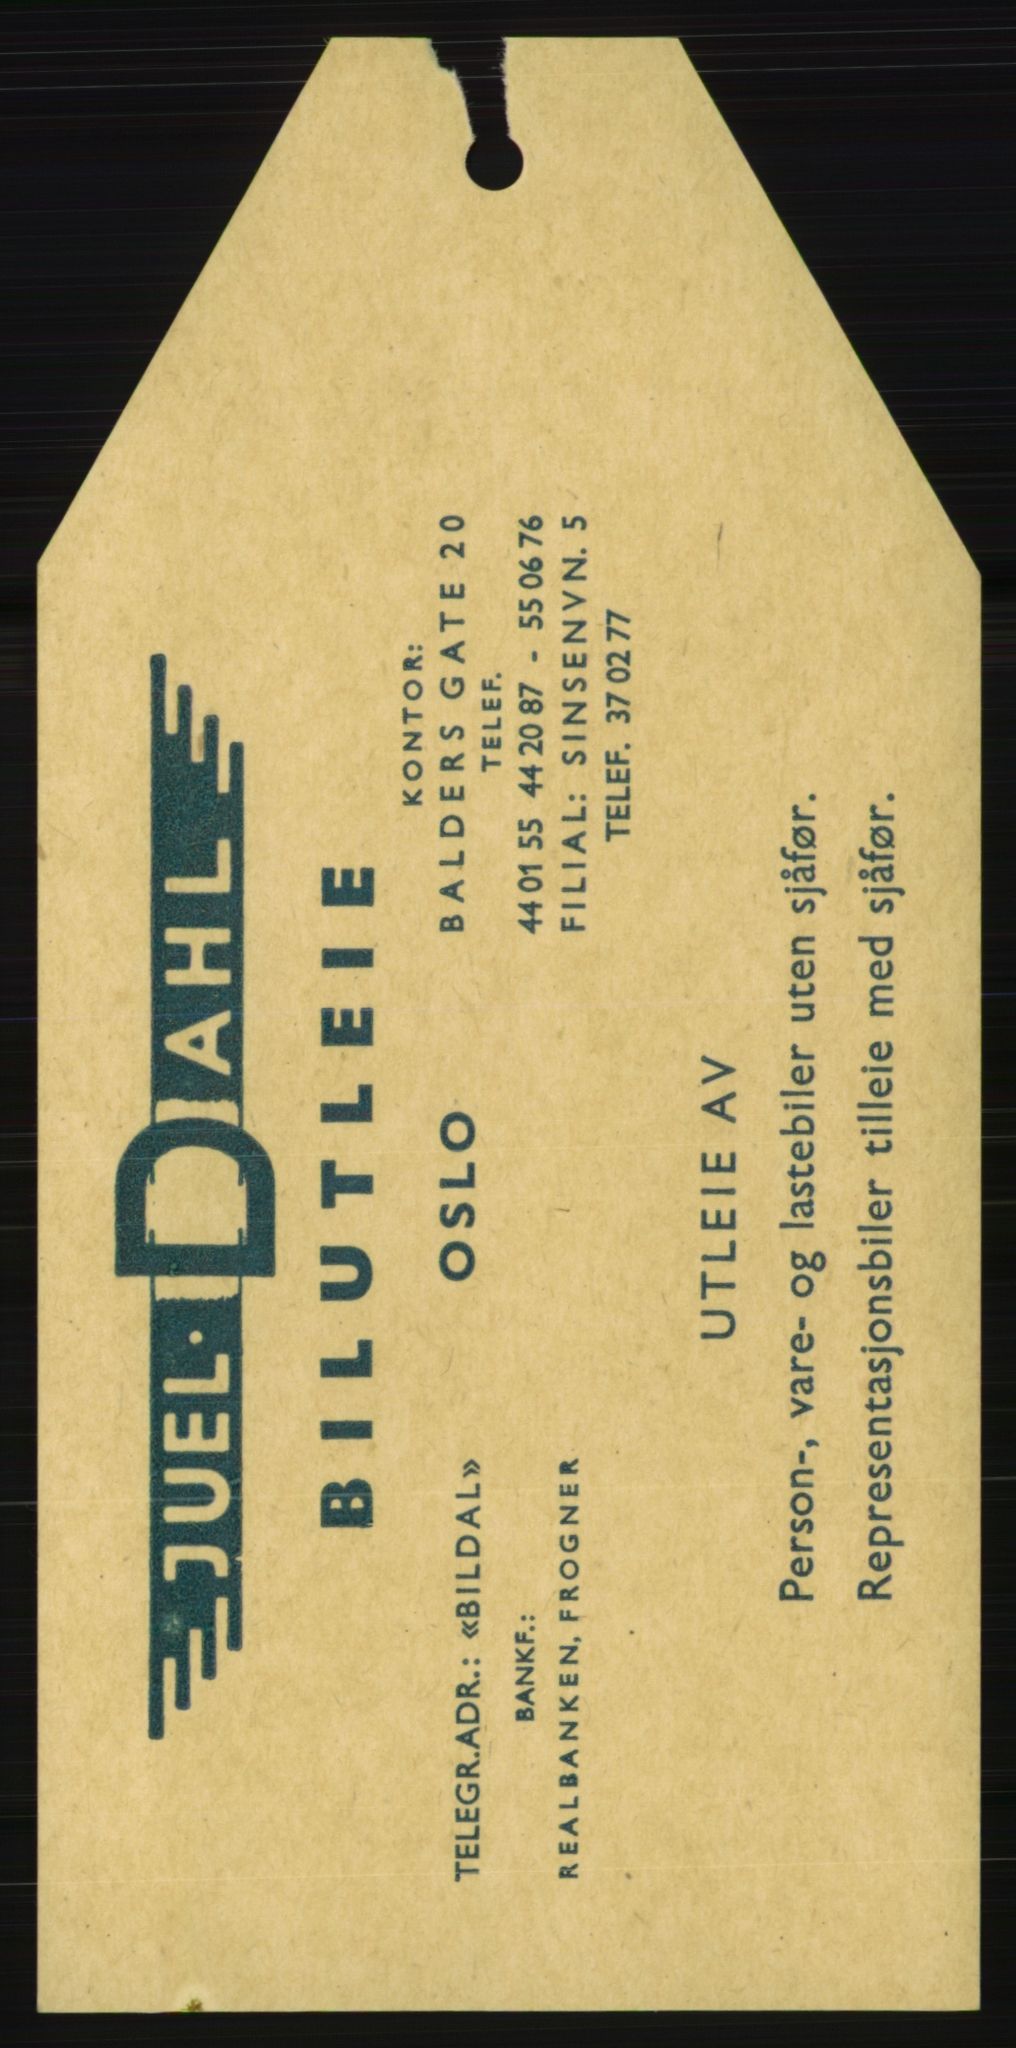 JUEL · DAHL
BILUTLEIE
OSLO
TELEGR.ADR.: «BILDAL»
BANKF.:
REALBANKEN, FROGNER
KONTOR:
BALDERS GATE 20
TELEF.
44 01 55 44 20 87 - 55 06 76
FILIAL: SINSENVN. 5
TELEF. 37 02 77
UTLEIE AV
Person-, vare- og lastebiler uten sjåfør.
Representasjonsbiler tilleie med sjåfør.